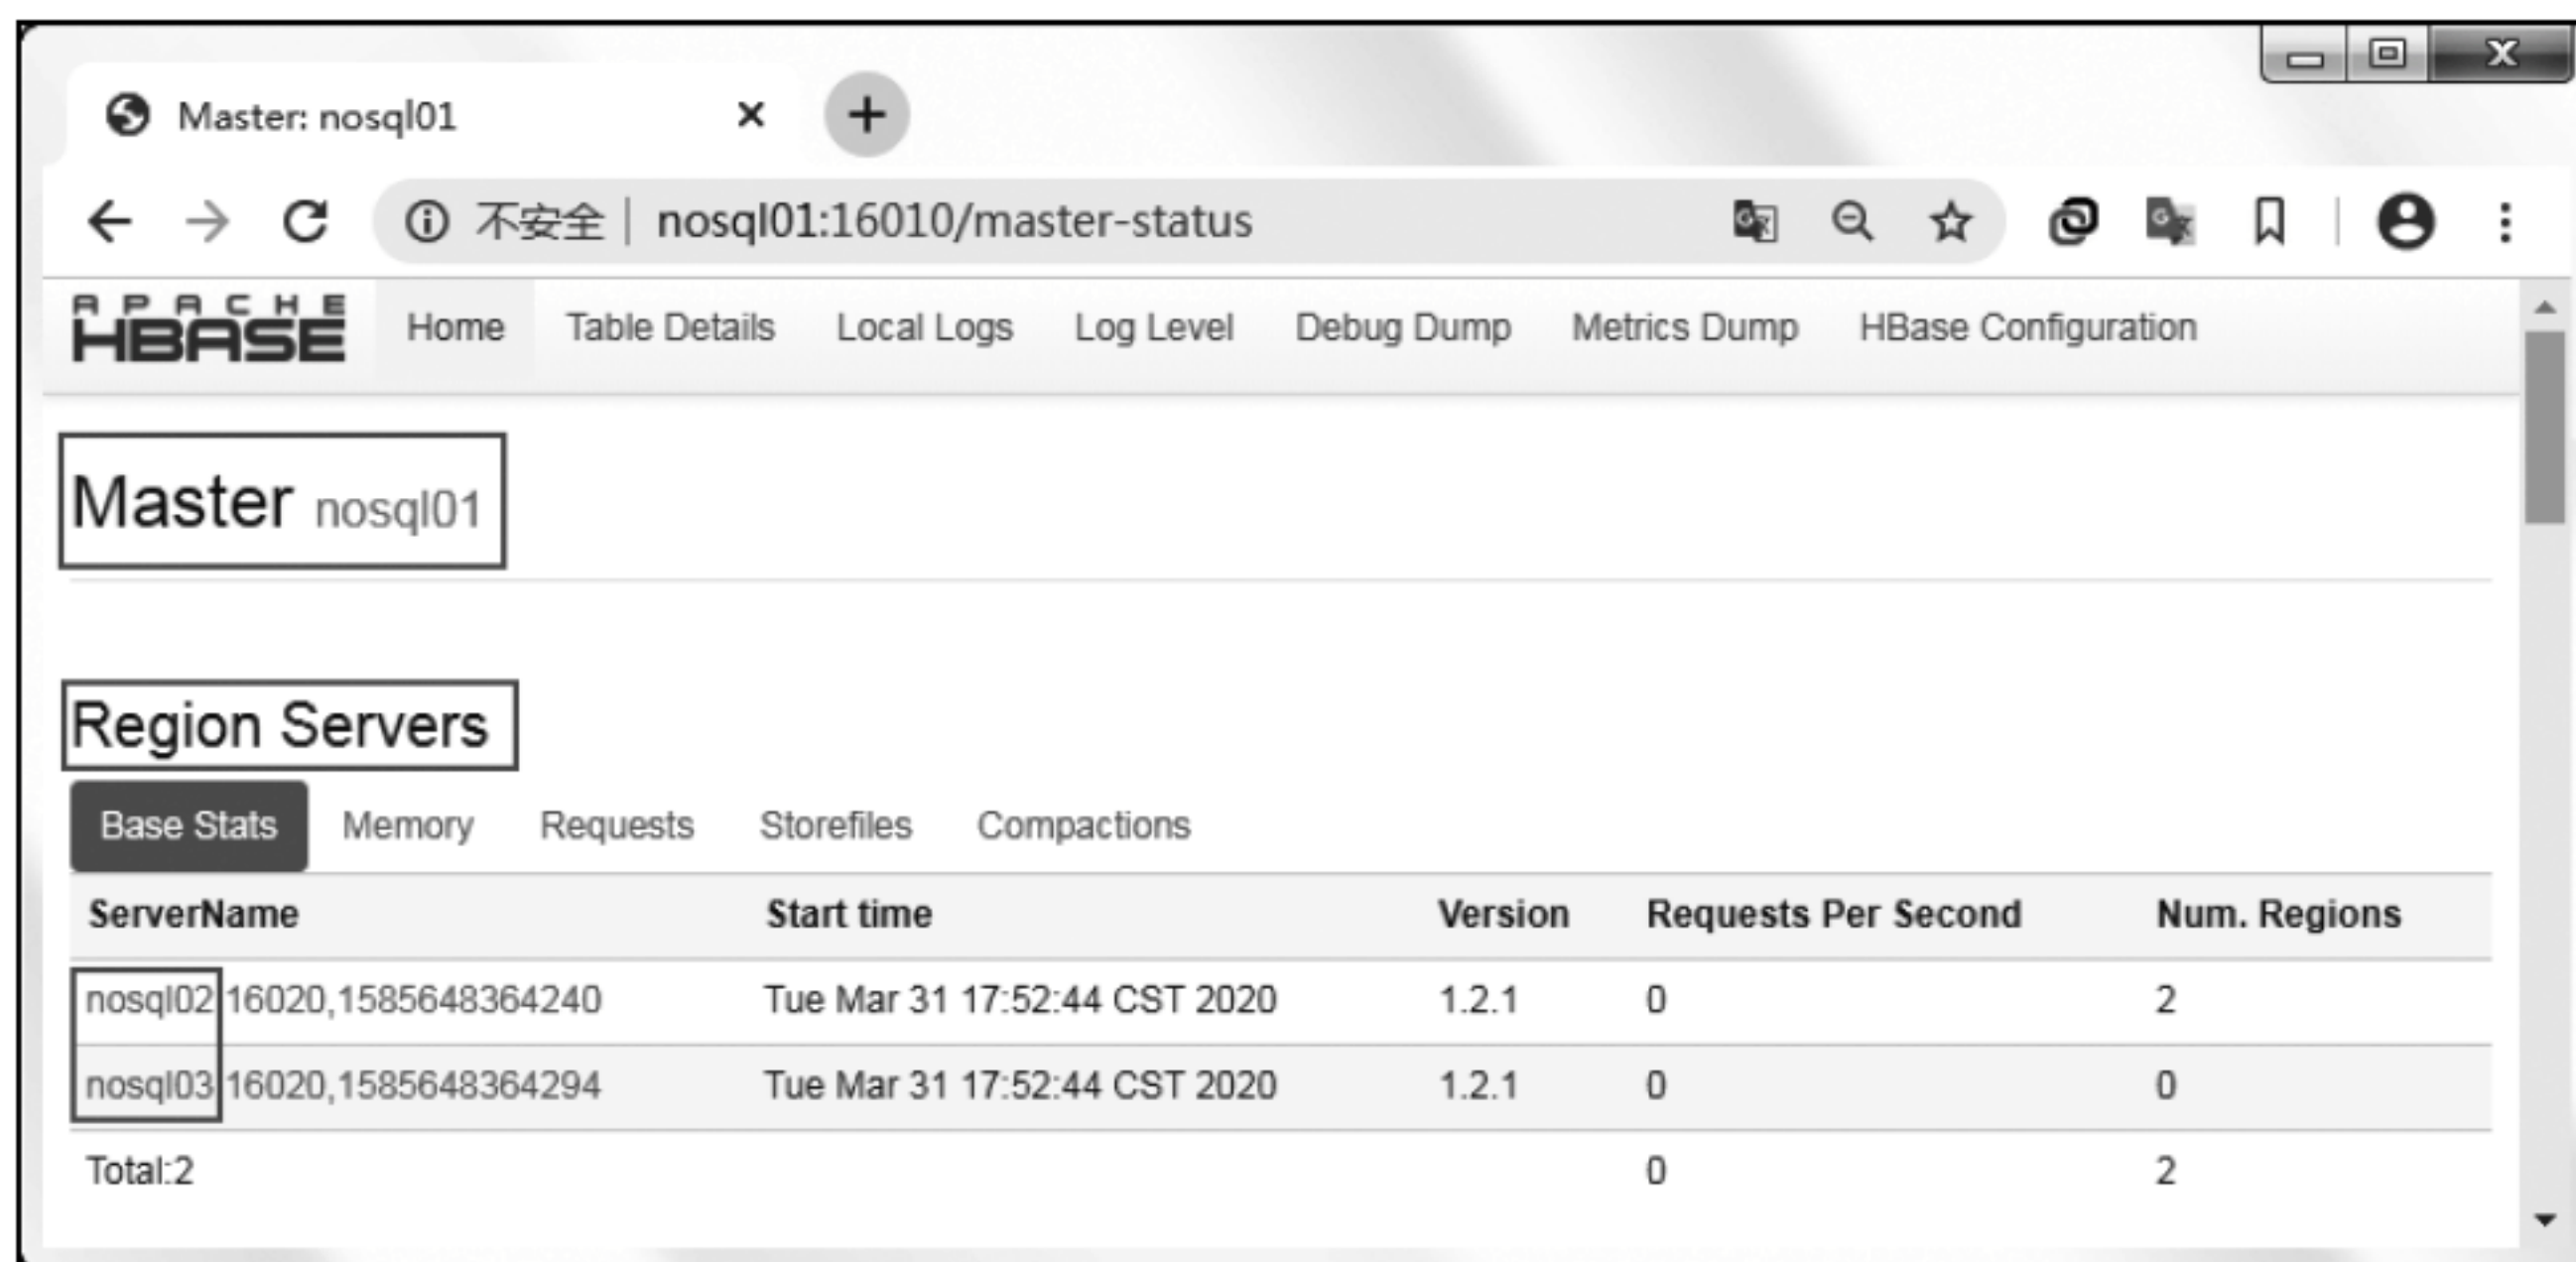 Master: nosql01
不安全 | nosql01:16010/master-status
APACHE HBASE Home Table Details Local Logs Log Level Debug Dump Metrics Dump HBase Configuration
Master nosql01
Region Servers
Base Stats Memory Requests Storefiles Compactions
ServerName Start time Version Requests Per Second Num. Regions
nosql02,16020,1585648364240 Tue Mar 31 17:52:44 CST 2020 1.2.1 0 2
nosql03,16020,1585648364294 Tue Mar 31 17:52:44 CST 2020 1.2.1 0 0
Total:2 0 2